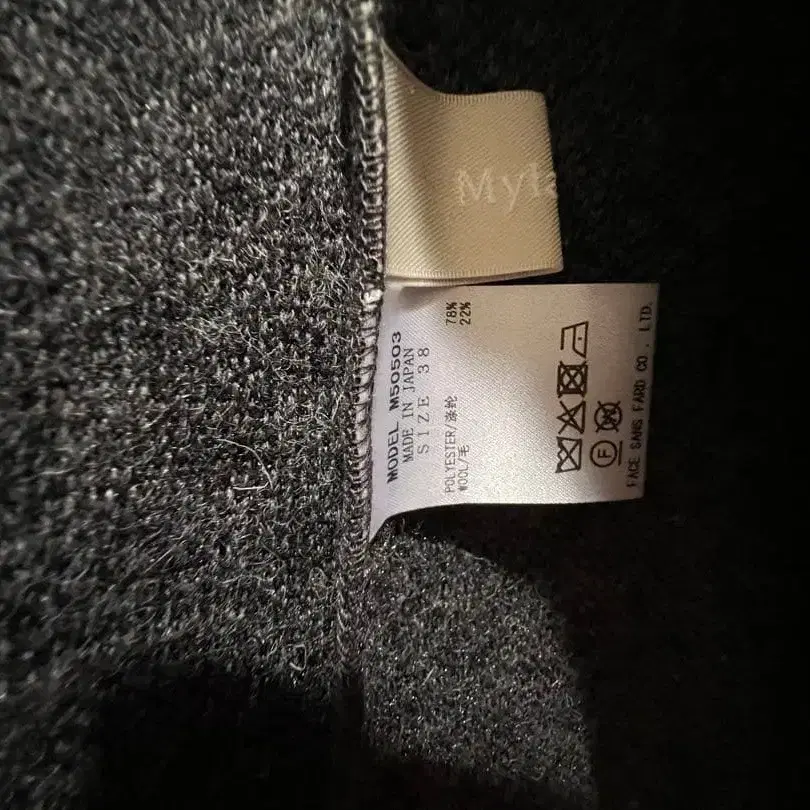 Myla
MODEL M50503
MADE IN JAPAN
SIZE 38
POLYESTER/涤纶 78%
WOOL/毛 22%
F
FACE SANS FARD CO., LTD.